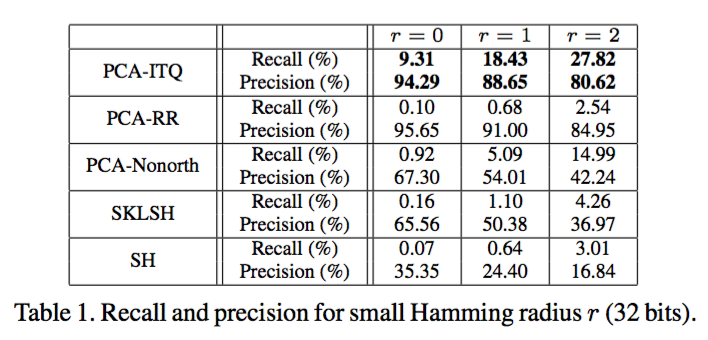 r = 0 r = 1 r = 2
PCA-ITQ Recall (%) 9.31 18.43 27.82
Precision (%) 94.29 88.65 80.62
PCA-RR Recall (%) 0.10 0.68 2.54
Precision (%) 95.65 91.00 84.95
PCA-Nonorth Recall (%) 0.92 5.09 14.99
Precision (%) 67.30 54.01 42.24
SKLSH Recall (%) 0.16 1.10 4.26
Precision (%) 65.56 50.38 36.97
SH Recall (%) 0.07 0.64 3.01
Precision (%) 35.35 24.40 16.84
Table 1. Recall and precision for small Hamming radius r (32 bits).